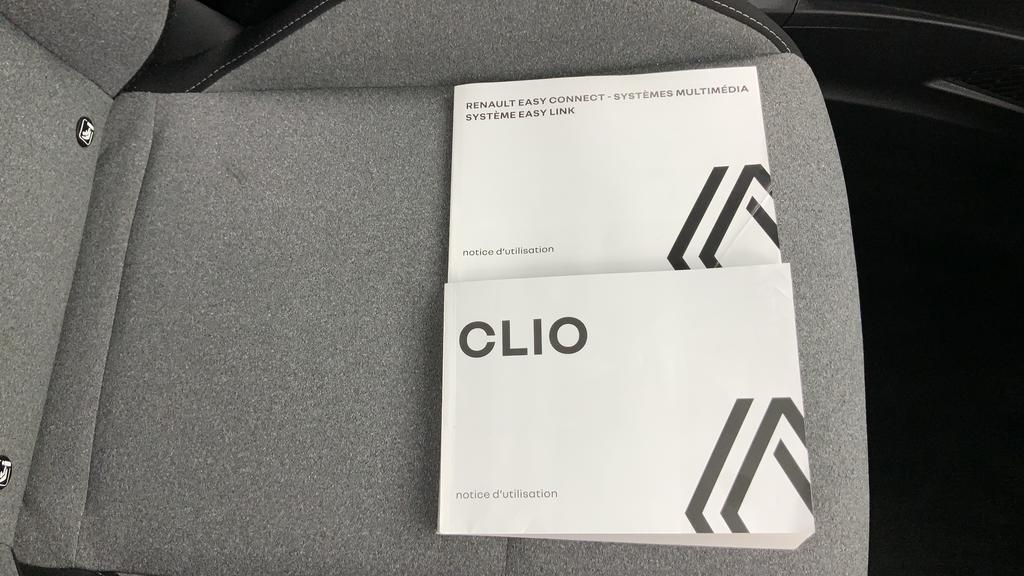 RENAULT EASY CONNECT - SYSTÈMES MULTIMÉDIA
SYSTÈME EASY LINK
notice d'utilisation
CLIO
notice d'utilisation